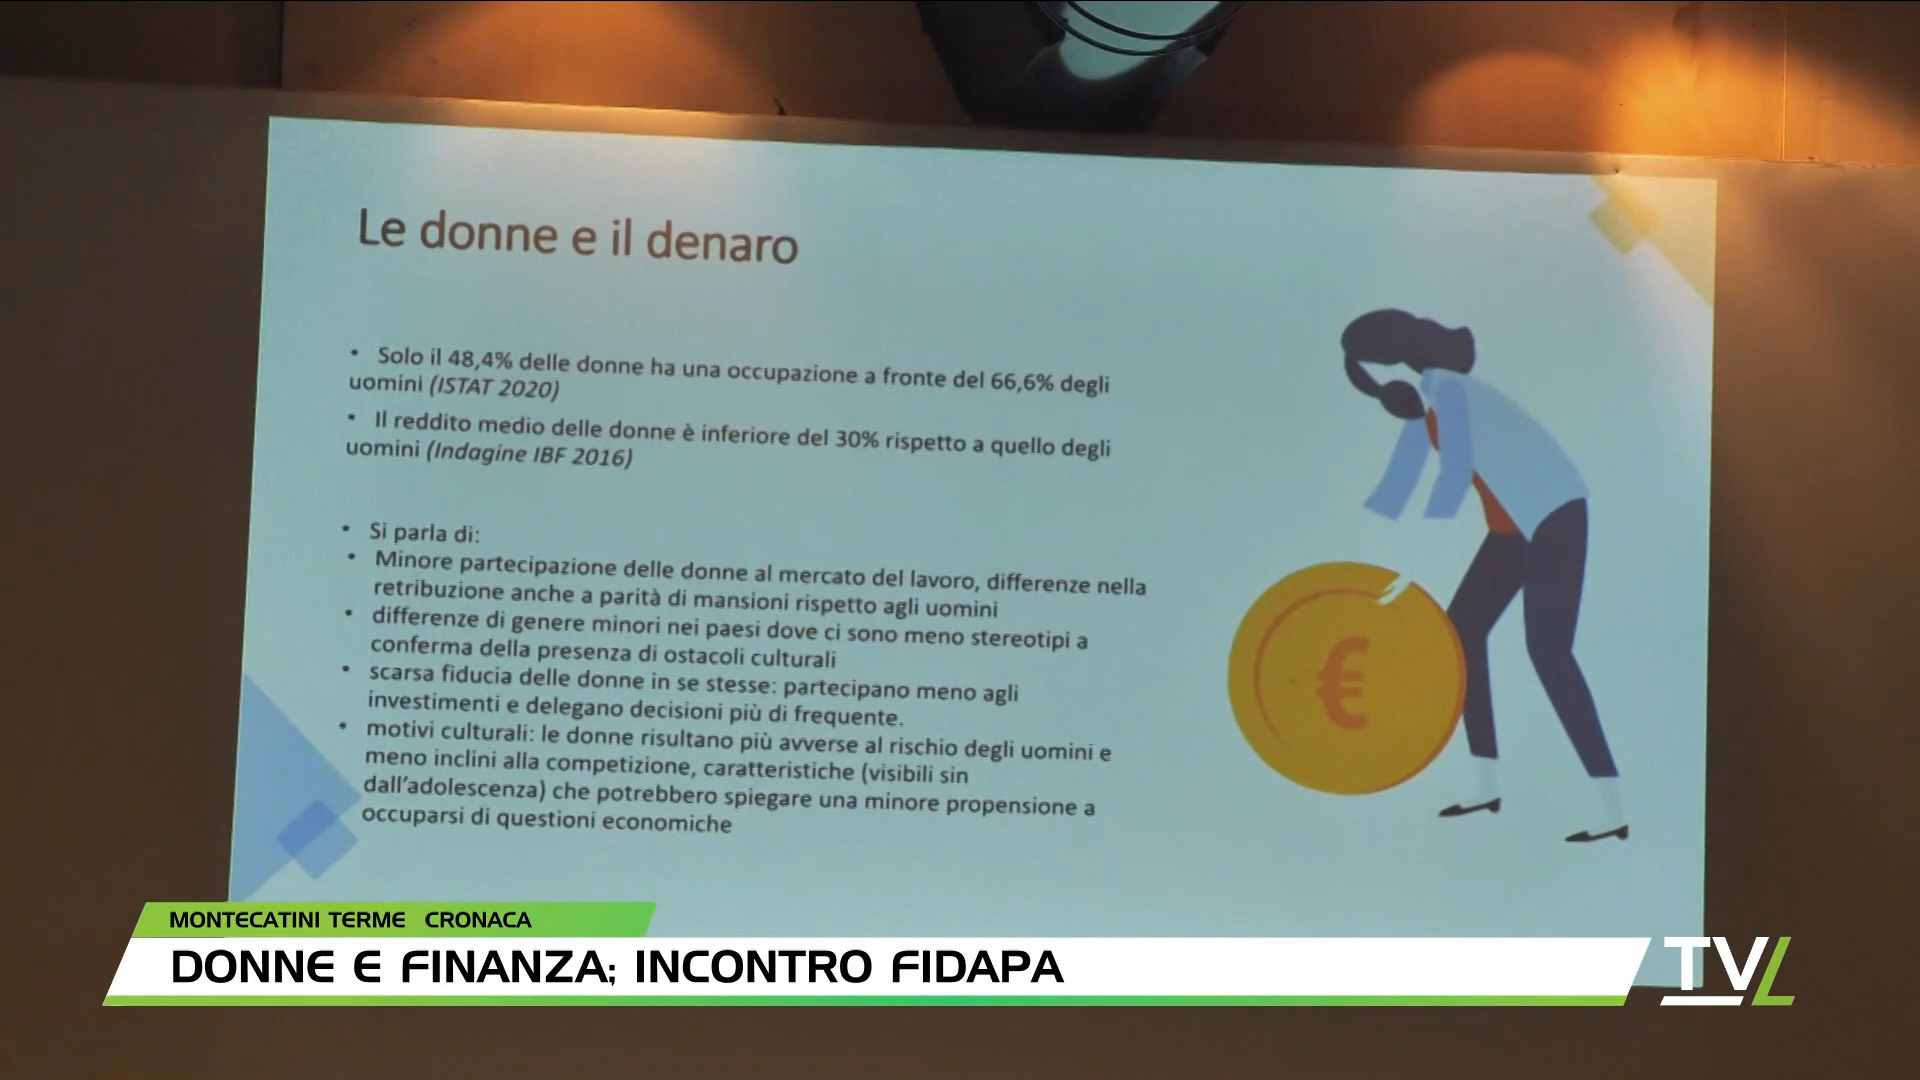 Le donne e il denaro
• Solo il 48,4% delle donne ha una occupazione a fronte del 66,6% degli
uomini (ISTAT 2020)
• Il reddito medio delle donne è inferiore del 30% rispetto a quello degli
uomini (Indagine IBF 2016)
• Si parla di:
• Minore partecipazione delle donne al mercato del lavoro, differenze nella
retribuzione anche a parità di mansioni rispetto agli uomini
• differenze di genere minori nei paesi dove ci sono meno stereotipi a
conferma della presenza di ostacoli culturali
• scarsa fiducia delle donne in se stesse: partecipano meno agli
investimenti e delegano decisioni più di frequente.
• motivi culturali: le donne risultano più avverse al rischio degli uomini e
meno inclini alla competizione, caratteristiche (visibili sin
dall'adolescenza) che potrebbero spiegare una minore propensione a
occuparsi di questioni economiche
€
MONTECATINI TERME CRONACA
DONNE E FINANZA; INCONTRO FIDAPA
TVL